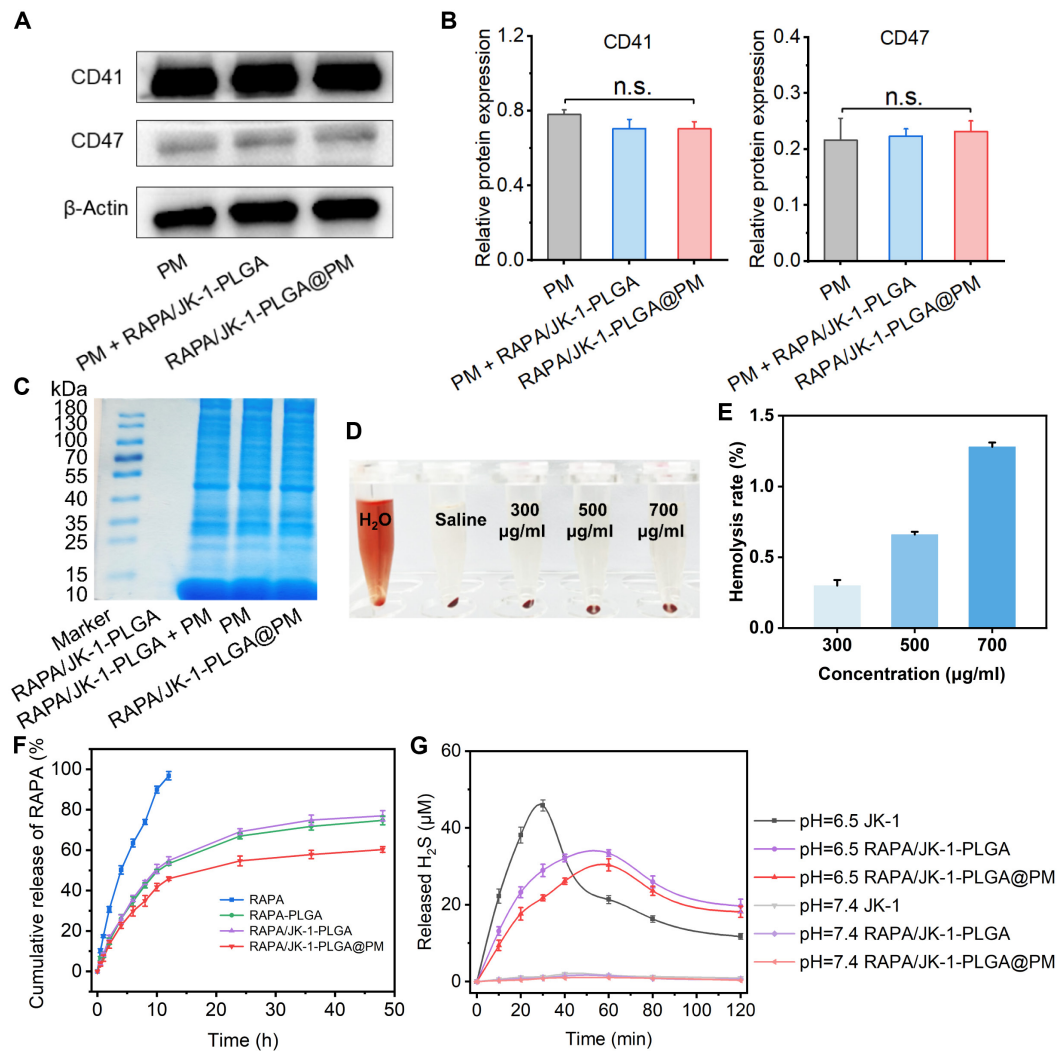 A
CD41
CD47
β-Actin
PM
PM + RAPA/JK-1-PLGA
RAPA/JK-1-PLGA@PM
B
Relative protein expression
1.2
0.8
0.4
0.0
CD41
n.s.
PM
PM + RAPA/JK-1-PLGA
RAPA/JK-1-PLGA@PM
Relative protein expression
0.4
0.3
0.2
0.1
0.0
CD47
n.s.
PM
PM + RAPA/JK-1-PLGA
RAPA/JK-1-PLGA@PM
C
kDa
180
130
100
70
55
40
35
25
15
10
Marker
RAPA/JK-1-PLGA
RAPA/JK-1-PLGA + PM
PM
RAPA/JK-1-PLGA@PM
D
H₂O
Saline
300
µg/ml
500
µg/ml
700
µg/ml
E
Hemolysis rate (%)
1.5
1.0
0.5
0.0
300
500
700
Concentration (µg/ml)
F
Cumulative release of RAPA (%
100
80
60
40
20
0
RAPA
RAPA-PLGA
RAPA/JK-1-PLGA
RAPA/JK-1-PLGA@PM
0
10
20
30
40
50
Time (h)
G
Released H₂S (µM)
60
40
20
0
0
20
40
60
80
100
120
Time (min)
pH=6.5 JK-1
pH=6.5 RAPA/JK-1-PLGA
pH=6.5 RAPA/JK-1-PLGA@PM
pH=7.4 JK-1
pH=7.4 RAPA/JK-1-PLGA
pH=7.4 RAPA/JK-1-PLGA@PM